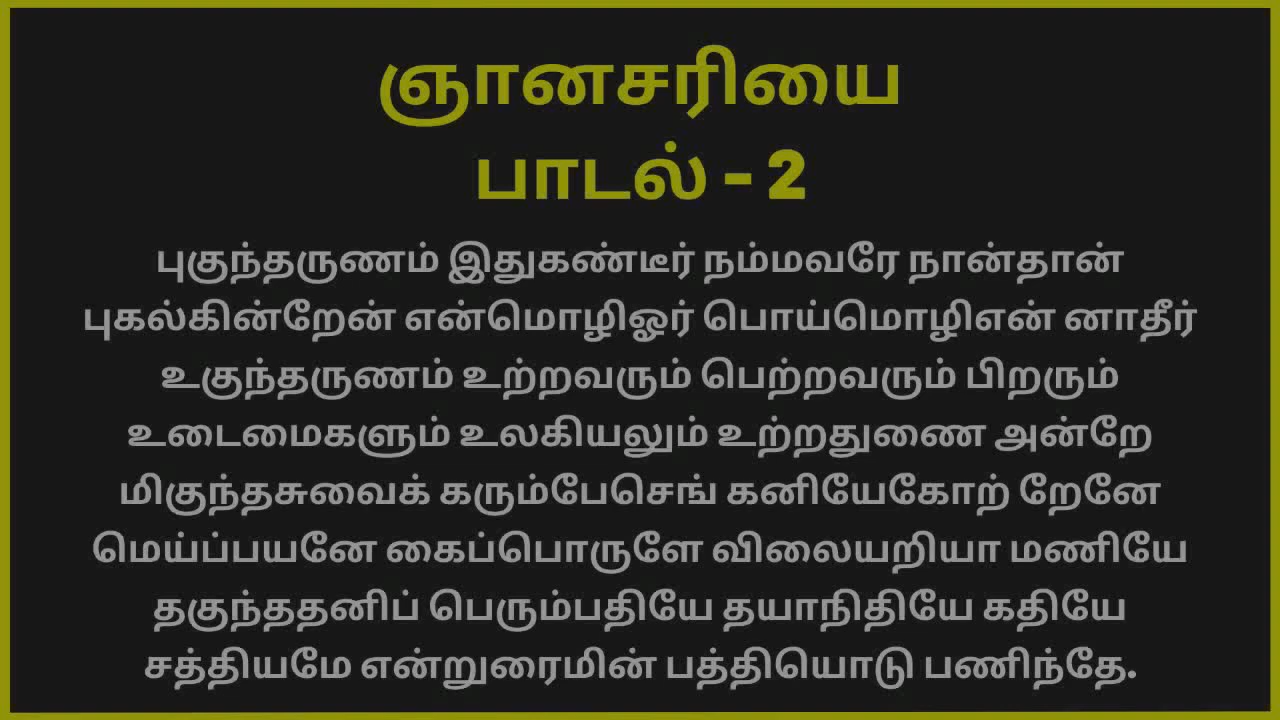 ஞானசரியை
பாடல் - 2
புகுந்தருணம் இதுகண்டீர் நம்மவரே நான்தான்
புகல்கின்றேன் என்மொழிஓர் பொய்மொழிஎன் னாதீர்
உகுந்தருணம் உற்றவரும் பெற்றவரும் பிறரும்
உடைமைகளும் உலகியலும் உற்றதுணை அன்றே
மிகுந்தசுவைக் கரும்பேசெங் கனியேகோற் றேனே
மெய்ப்பயனே கைப்பொருளே விலையறியா மணியே
தகுந்ததனிப் பெரும்பதியே தயாநிதியே கதியே
சத்தியமே என்றுரைமின் பத்தியொடு பணிந்தே.